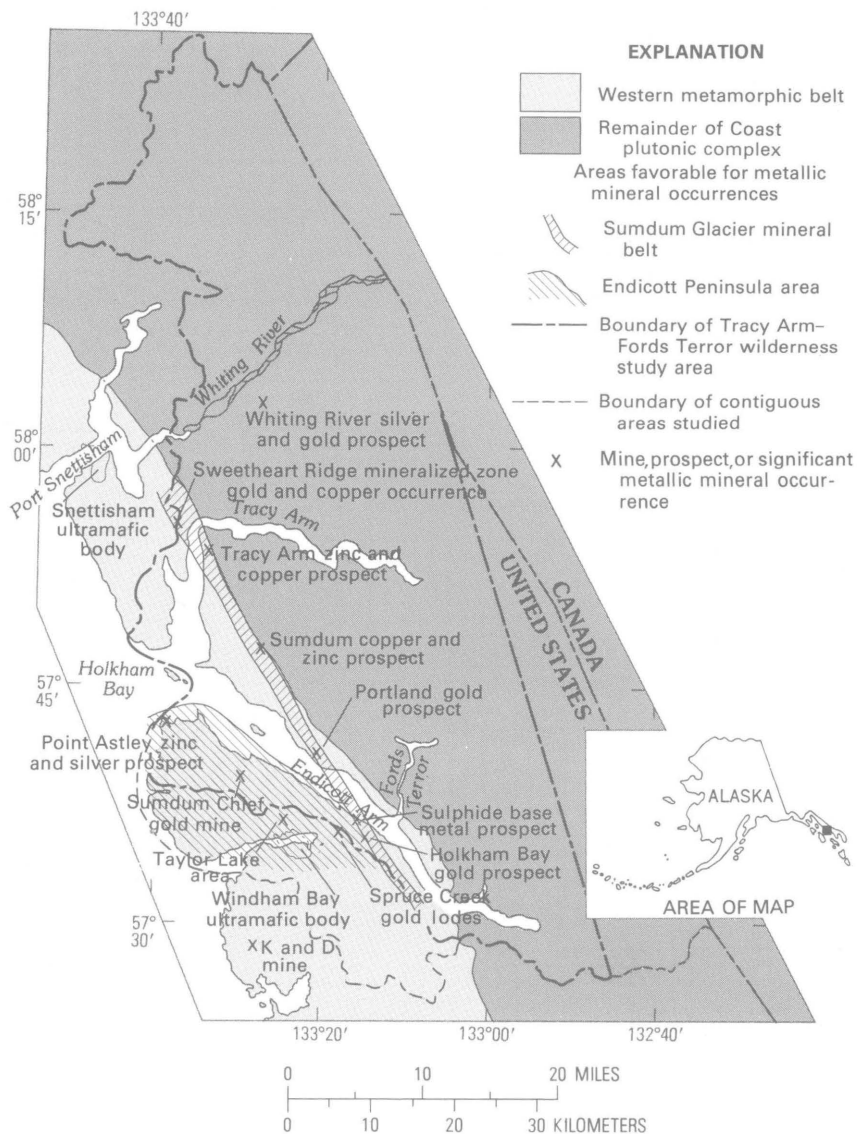 133°40'
EXPLANATION
Western metamorphic belt
Remainder of Coast
plutonic complex
Areas favorable for metallic
mineral occurrences
Sumdum Glacier mineral
belt
Endicott Peninsula area
Boundary of Tracy Arm–
Fords Terror wilderness
study area
Boundary of contiguous
areas studied
X Mine, prospect, or significant
metallic mineral occur-
rence
58°
15'
Whiting River
X
Whiting River silver
and gold prospect
58°
00'
Port Snettisham
Sweetheart Ridge mineralized zone
gold and copper occurrence
Snettisham
ultramafic
body
Tracy Arm
Tracy Arm zinc and
copper prospect
CANADA
UNITED STATES
Sumdum copper and
zinc prospect
Holkham
Bay
57°
45'
Portland gold
prospect
Point Astley zinc
and silver prospect
Endicott Arm
Fords
Terror
Sumdum Chief
gold mine
Sulphide base
metal prospect
Taylor Lake
area
Holkham Bay
gold prospect
Windham Bay
ultramafic body
Spruce Creek
gold lodes
57°
30'
X K and D
mine
ALASKA
AREA OF MAP
133°20'
133°00'
132°40'
0 10 20 MILES
0 10 20 30 KILOMETERS